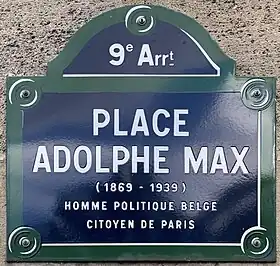 9e Arrt
PLACE
ADOLPHE MAX
(1869 - 1939)
HOMME POLITIQUE BELGE
CITOYEN DE PARIS